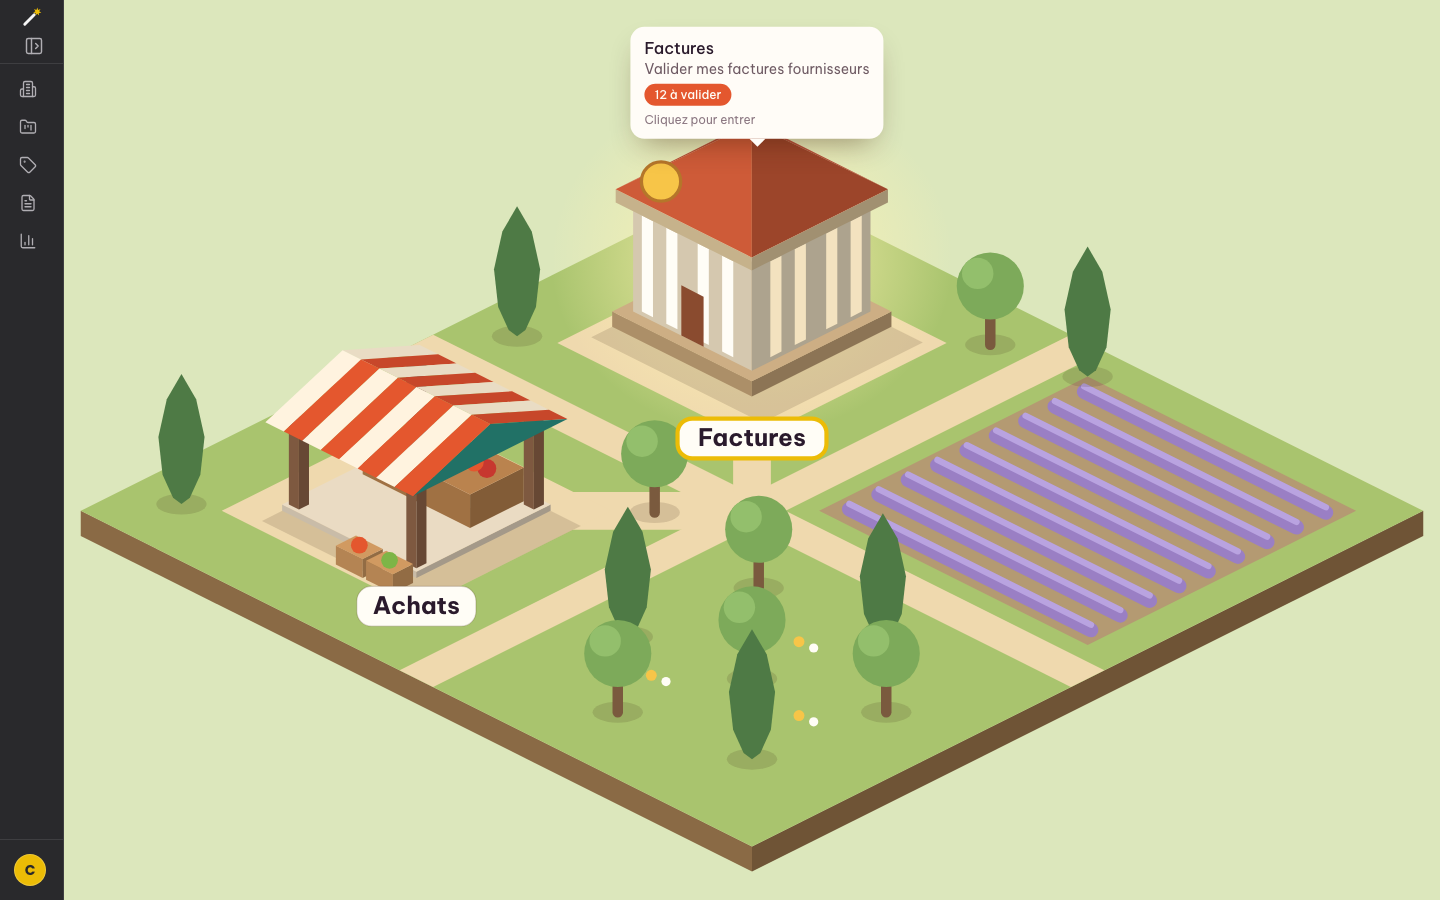 Factures
Valider mes factures fournisseurs
12 à valider
Cliquez pour entrer
Factures
Achats
C